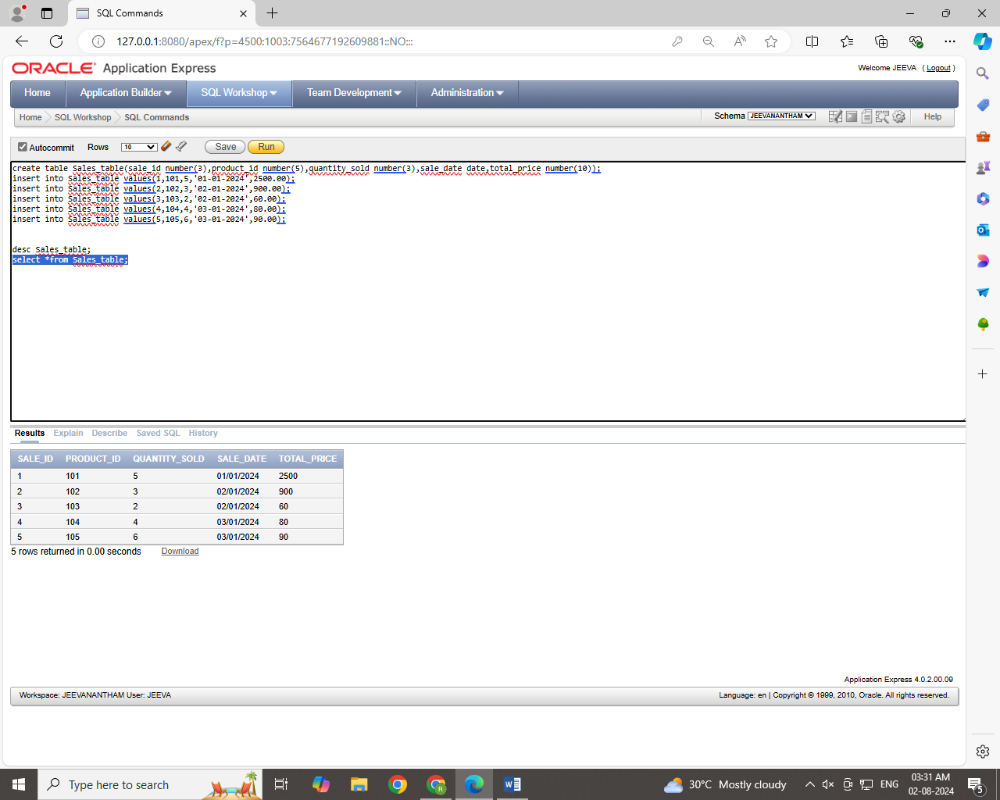 SQL Commands
127.0.0.1:8080/apex/f?p=4500:1003:7564677192609881::NO:::
ORACLE Application Express
Welcome JEEVA ( Logout )
Home Application Builder SQL Workshop Team Development Administration
Home SQL Workshop SQL Commands Schema JEEVANANTHAM Help
Autocommit Rows 10 Save Run
create table Sales_table(sale_id number(3),product_id number(5),quantity_sold number(3),sale_date date,total_price number(10));
insert into Sales_table values(1,101,5,'01-01-2024',2500.00);
insert into Sales_table values(2,102,3,'02-01-2024',900.00);
insert into Sales_table values(3,103,2,'02-01-2024',60.00);
insert into Sales_table values(4,104,4,'03-01-2024',80.00);
insert into Sales_table values(5,105,6,'03-01-2024',90.00);
desc Sales_table;
select *from Sales_table;
Results Explain Describe Saved SQL History
SALE_ID PRODUCT_ID QUANTITY_SOLD SALE_DATE TOTAL_PRICE
1 101 5 01/01/2024 2500
2 102 3 02/01/2024 900
3 103 2 02/01/2024 60
4 104 4 03/01/2024 80
5 105 6 03/01/2024 90
5 rows returned in 0.00 seconds Download
Application Express 4.0.2.00.09
Workspace: JEEVANANTHAM User: JEEVA Language: en | Copyright © 1999, 2010, Oracle. All rights reserved.
Type here to search 30°C Mostly cloudy ENG 03:31 AM
02-08-2024 5